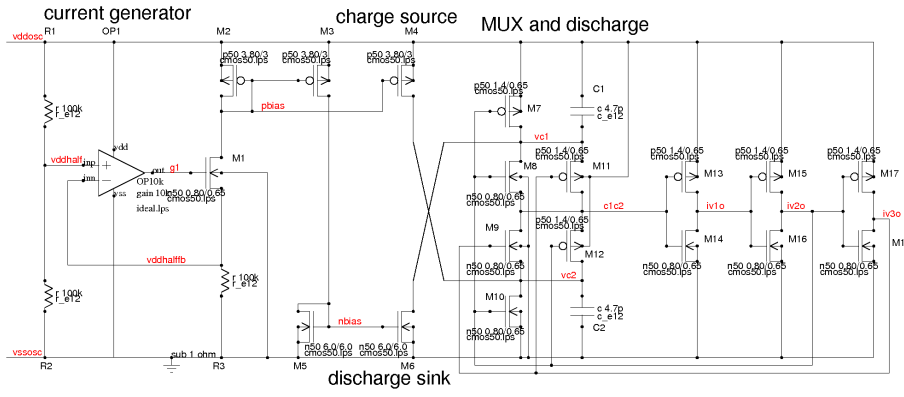 current generator
charge source
MUX and discharge
R1
OP1
M2
M3
M4
vddosc
p50 3.80/3
cmos50.lps
p50 3.80/3
cmos50.lps
p50 3.80/3
cmos50.lps
p50 1.4/0.65
cmos50.lps
C1
c 4.7p
c_e12
M7
r 100k
r_e12
pbias
vdd
vddhalf
inp
inn
out
g1
M1
vc1
M8
M11
p50 1.4/0.65
cmos50.lps
M13
p50 1.4/0.65
cmos50.lps
M15
p50 1.4/0.65
cmos50.lps
M17
OP10k
gain 10k
ideal.lps
vss
n50 0.80/0.65
cmos50.lps
n50 0.80/0.65
cmos50.lps
c1c2
iv1o
iv2o
iv3o
M9
p50 1.4/0.65
cmos50.lps
M12
M14
M16
M1
vddhalffb
n50 0.80/0.65
cmos50.lps
n50 0.80/0.65
cmos50.lps
n50 0.80/0.65
cmos50.lps
n50 0.80/0.65
cmos50.lps
vc2
r 100k
r_e12
r 100k
r_e12
M10
c 4.7p
c_e12
C2
nbias
n50 0.80/0.65
cmos50.lps
n50 6.0/6.0
cmos50.lps
n50 6.0/6.0
cmos50.lps
vssosc
sub 1 ohm
R2
R3
M5
M6
discharge sink